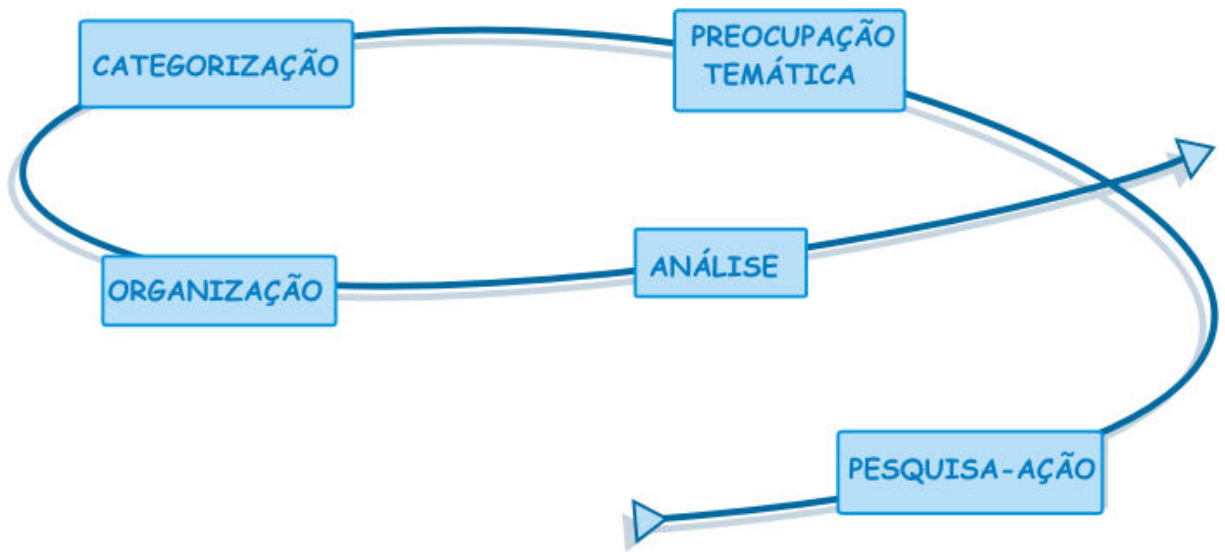 PREOCUPAÇÃO
TEMÁTICA
CATEGORIZAÇÃO
ANÁLISE
ORGANIZAÇÃO
PESQUISA-AÇÃO